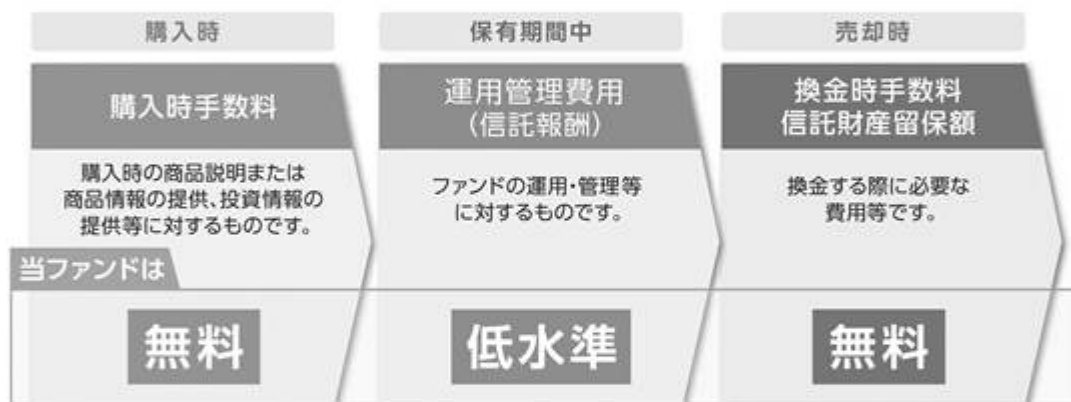 購入時
購入時手数料
購入時の商品説明または
商品情報の提供、投資情報の
提供等に対するものです。
保有期間中
運用管理費用
(信託報酬)
ファンドの運用・管理等
に対するものです。
売却時
換金時手数料
信託財産留保額
換金する際に必要な
費用等です。
当ファンドは
無料
低水準
無料